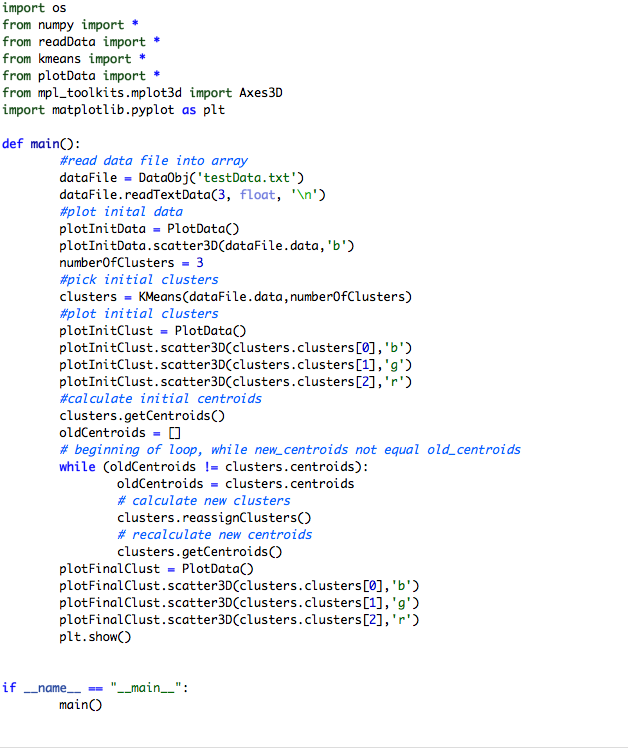 import os
from numpy import *
from readData import *
from kmeans import *
from plotData import *
from mpl_toolkits.mplot3d import Axes3D
import matplotlib.pyplot as plt

def main():
        #read data file into array
        dataFile = DataObj('testData.txt')
        dataFile.readTextData(3, float, '\n')
        #plot inital data
        plotInitData = PlotData()
        plotInitData.scatter3D(dataFile.data,'b')
        numberOfClusters = 3
        #pick initial clusters
        clusters = KMeans(dataFile.data,numberOfClusters)
        #plot initial clusters
        plotInitClust = PlotData()
        plotInitClust.scatter3D(clusters.clusters[0],'b')
        plotInitClust.scatter3D(clusters.clusters[1],'g')
        plotInitClust.scatter3D(clusters.clusters[2],'r')
        #calculate initial centroids
        clusters.getCentroids()
        oldCentroids = []
        # beginning of loop, while new_centroids not equal old_centroids
        while (oldCentroids != clusters.centroids):
                oldCentroids = clusters.centroids
                # calculate new clusters
                clusters.reassignClusters()
                # recalculate new centroids
                clusters.getCentroids()
        plotFinalClust = PlotData()
        plotFinalClust.scatter3D(clusters.clusters[0],'b')
        plotFinalClust.scatter3D(clusters.clusters[1],'g')
        plotFinalClust.scatter3D(clusters.clusters[2],'r')
        plt.show()


if __name__ == "__main__":
        main()